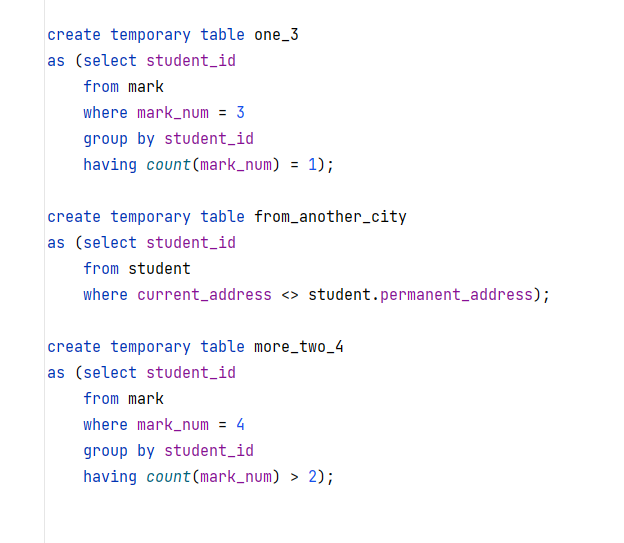 create temporary table one_3
as (select student_id
    from mark
    where mark_num = 3
    group by student_id
    having count(mark_num) = 1);

create temporary table from_another_city
as (select student_id
    from student
    where current_address <> student.permanent_address);

create temporary table more_two_4
as (select student_id
    from mark
    where mark_num = 4
    group by student_id
    having count(mark_num) > 2);